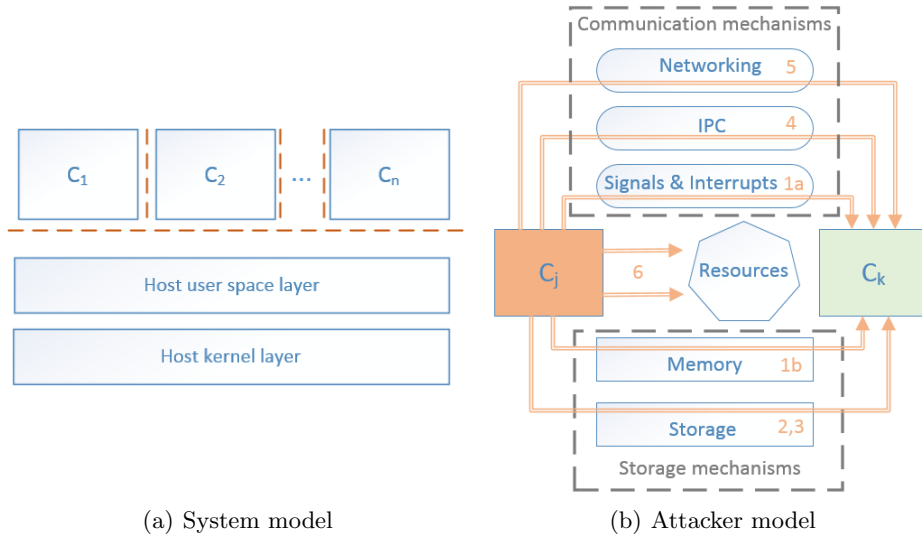 C1
C2
...
Cn
Host user space layer
Host kernel layer
(a) System model
Communication mechanisms
Networking 5
IPC 4
Signals & Interrupts 1a
Cj
6
Resources
Ck
Memory 1b
Storage 2,3
Storage mechanisms
(b) Attacker model